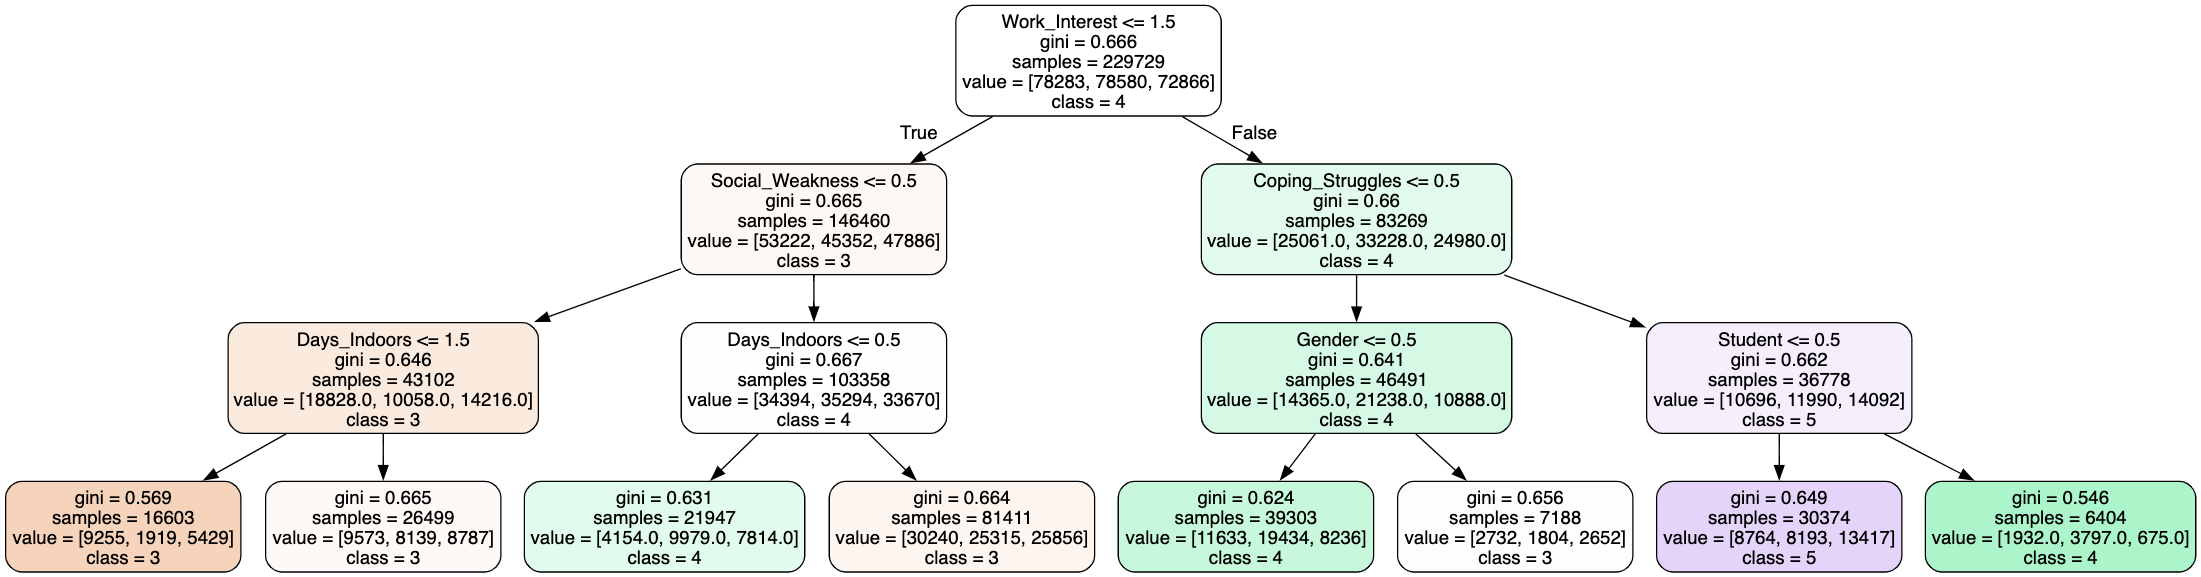 Work_Interest <= 1.5
gini = 0.666
samples = 229729
value = [78283, 78580, 72866]
class = 4
True
False
Social_Weakness <= 0.5
gini = 0.665
samples = 146460
value = [53222, 45352, 47886]
class = 3
Coping_Struggles <= 0.5
gini = 0.66
samples = 83269
value = [25061.0, 33228.0, 24980.0]
class = 4
Days_Indoors <= 1.5
gini = 0.646
samples = 43102
value = [18828.0, 10058.0, 14216.0]
class = 3
Days_Indoors <= 0.5
gini = 0.667
samples = 103358
value = [34394, 35294, 33670]
class = 4
Gender <= 0.5
gini = 0.641
samples = 46491
value = [14365.0, 21238.0, 10888.0]
class = 4
Student <= 0.5
gini = 0.662
samples = 36778
value = [10696, 11990, 14092]
class = 5
gini = 0.569
samples = 16603
value = [9255, 1919, 5429]
class = 3
gini = 0.665
samples = 26499
value = [9573, 8139, 8787]
class = 3
gini = 0.631
samples = 21947
value = [4154.0, 9979.0, 7814.0]
class = 4
gini = 0.664
samples = 81411
value = [30240, 25315, 25856]
class = 3
gini = 0.624
samples = 39303
value = [11633, 19434, 8236]
class = 4
gini = 0.656
samples = 7188
value = [2732, 1804, 2652]
class = 3
gini = 0.649
samples = 30374
value = [8764, 8193, 13417]
class = 5
gini = 0.546
samples = 6404
value = [1932.0, 3797.0, 675.0]
class = 4